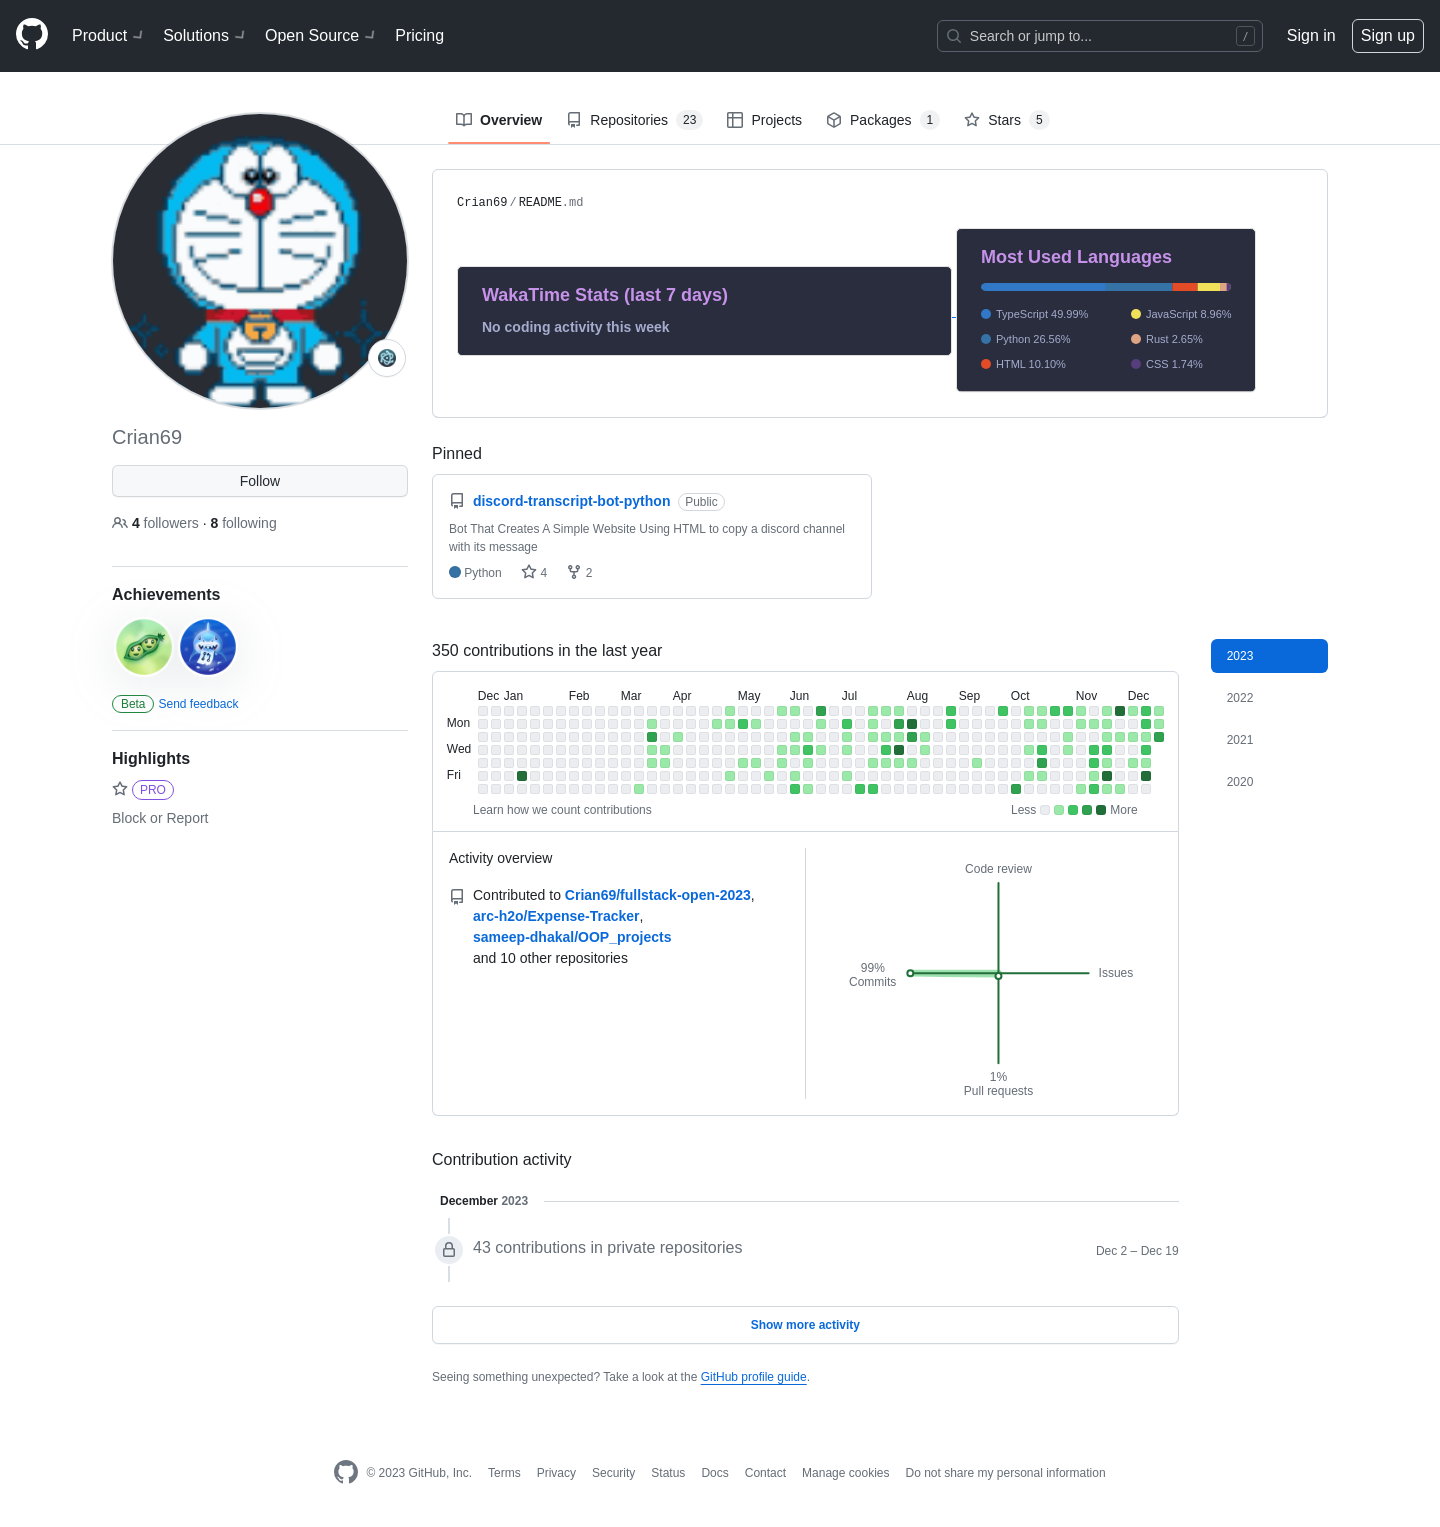 Product Solutions Open Source Pricing Search or jump to... / Sign in Sign up
Overview Repositories 23 Projects Packages 1 Stars 5
Crian69/README.md
WakaTime Stats (last 7 days)
No coding activity this week
Most Used Languages
TypeScript 49.99% JavaScript 8.96%
Python 26.56% Rust 2.65%
HTML 10.10% CSS 1.74%
Crian69
Follow
4 followers · 8 following
Achievements
Beta Send feedback
Highlights
PRO
Block or Report
Pinned
discord-transcript-bot-python Public
Bot That Creates A Simple Website Using HTML to copy a discord channel
with its message
Python 4 2
350 contributions in the last year
2023
2022
2021
2020
Dec Jan Feb Mar Apr May Jun Jul Aug Sep Oct Nov Dec
Mon
Wed
Fri
Learn how we count contributions Less More
Activity overview
Contributed to Crian69/fullstack-open-2023,
arc-h2o/Expense-Tracker,
sameep-dhakal/OOP_projects
and 10 other repositories
Code review
99%
Commits
Issues
1%
Pull requests
Contribution activity
December 2023
43 contributions in private repositories Dec 2 – Dec 19
Show more activity
Seeing something unexpected? Take a look at the GitHub profile guide.
© 2023 GitHub, Inc. Terms Privacy Security Status Docs Contact Manage cookies Do not share my personal information